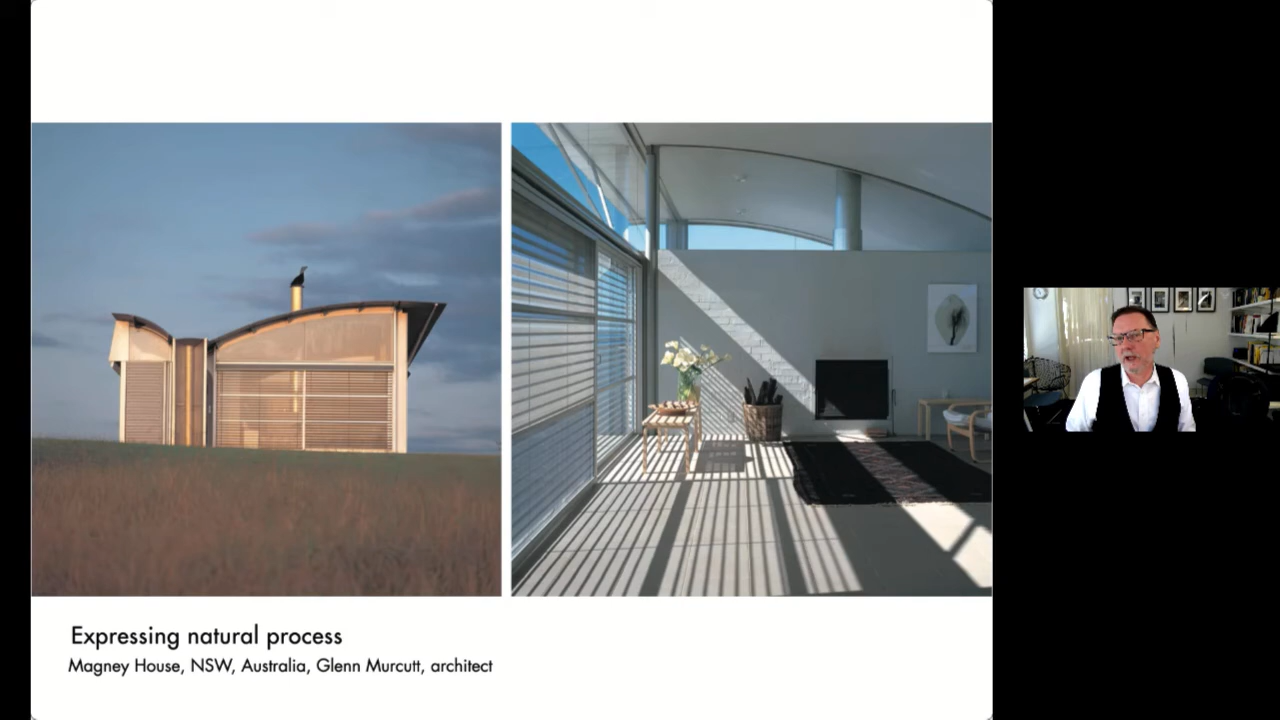 Expressing natural process
Magney House, NSW, Australia, Glenn Murcutt, architect